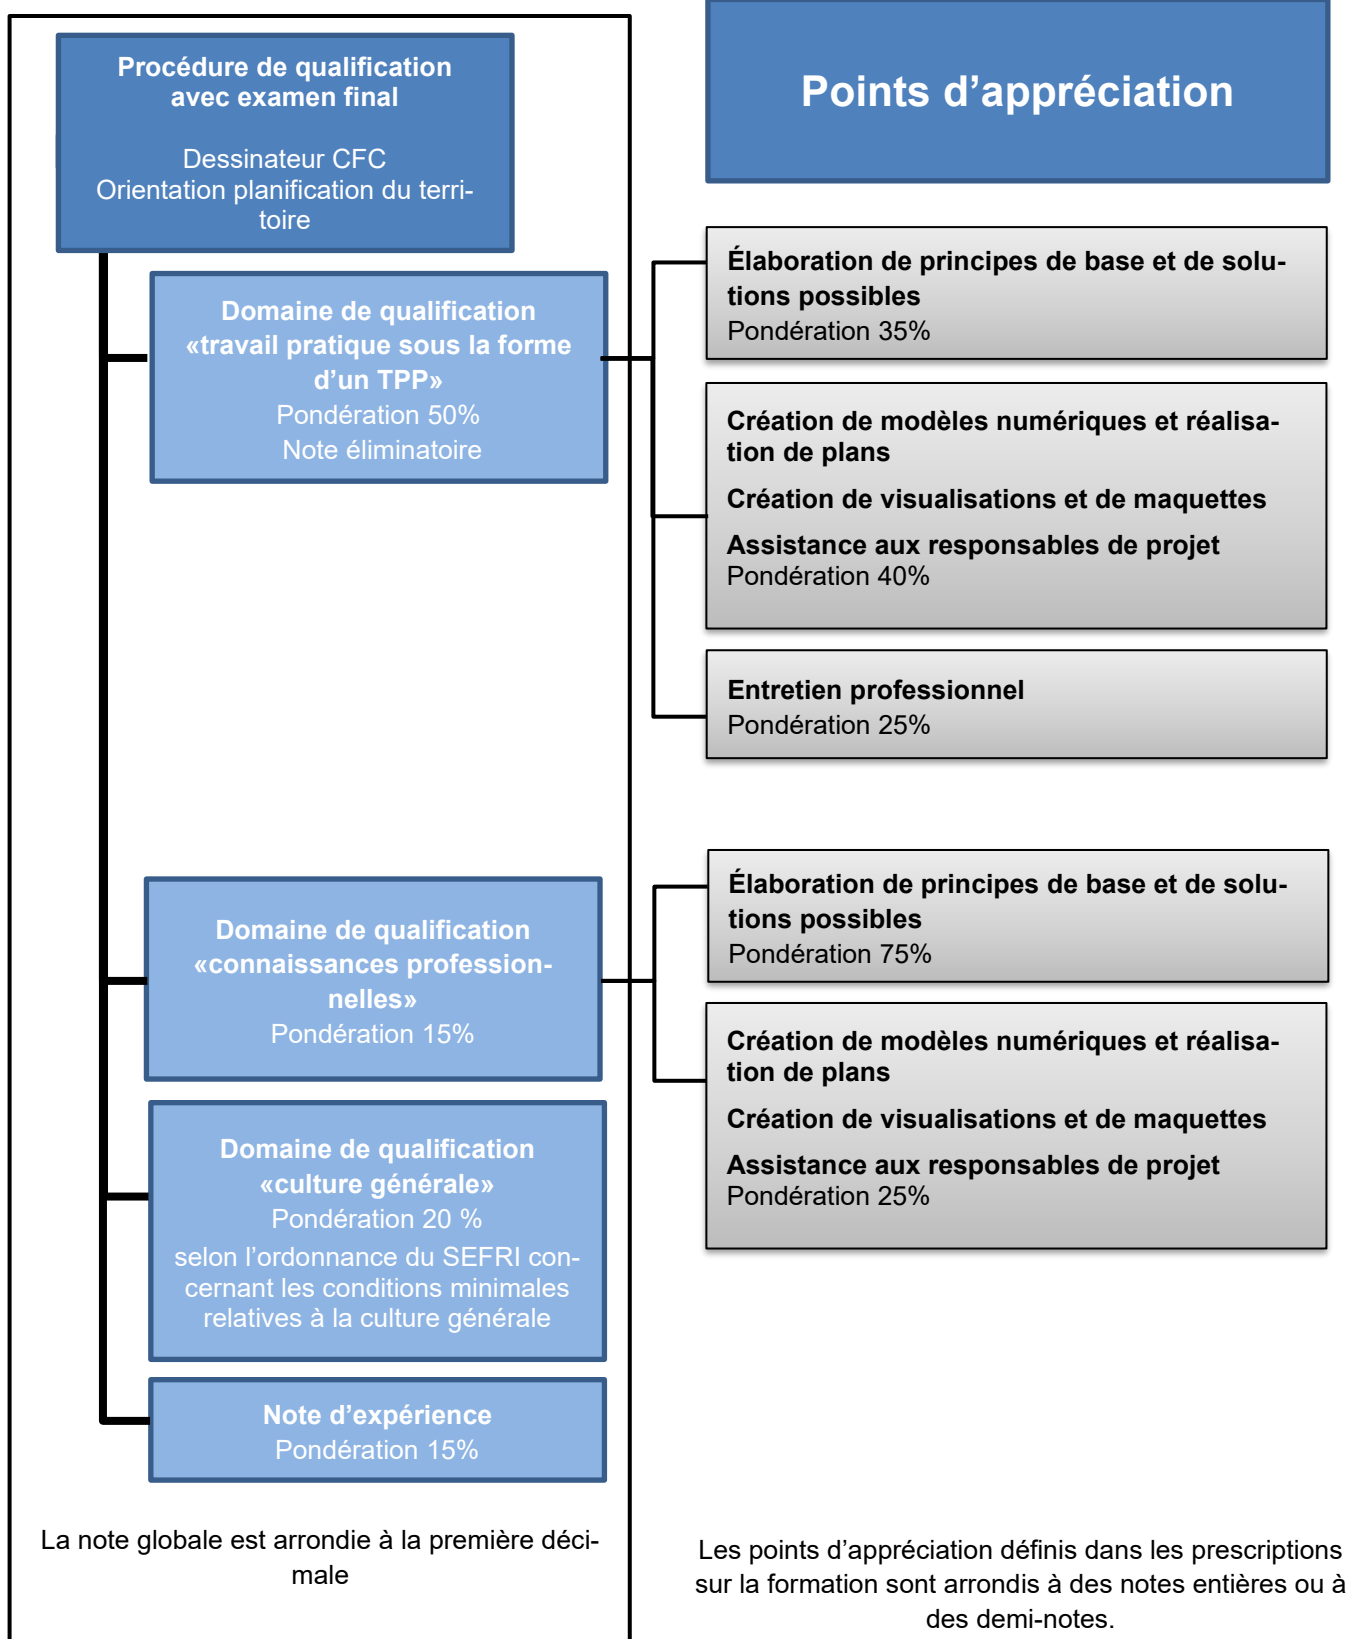 Procédure de qualification
avec examen final
Dessinateur CFC
Orientation planification du terri-
toire
Domaine de qualification
«travail pratique sous la forme
d’un TPP»
Pondération 50%
Note éliminatoire
Domaine de qualification
«connaissances profession-
nelles»
Pondération 15%
Domaine de qualification
«culture générale»
Pondération 20 %
selon l’ordonnance du SEFRI con-
cernant les conditions minimales
relatives à la culture générale
Note d’expérience
Pondération 15%
La note globale est arrondie à la première déci-
male
Points d’appréciation
Élaboration de principes de base et de solu-
tions possibles
Pondération 35%
Création de modèles numériques et réalisa-
tion de plans
Création de visualisations et de maquettes
Assistance aux responsables de projet
Pondération 40%
Entretien professionnel
Pondération 25%
Élaboration de principes de base et de solu-
tions possibles
Pondération 75%
Création de modèles numériques et réalisa-
tion de plans
Création de visualisations et de maquettes
Assistance aux responsables de projet
Pondération 25%
Les points d’appréciation définis dans les prescriptions
sur la formation sont arrondis à des notes entières ou à
des demi-notes.